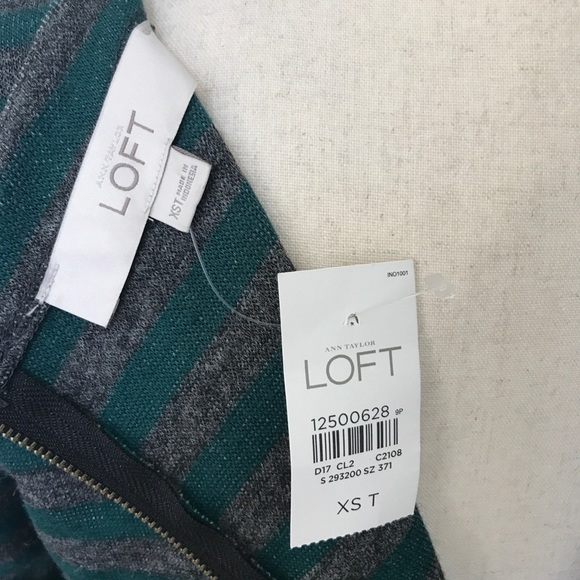 ANN TAYLOR
LOFT
XST
MADE IN
INDONESIA
INO1001
ANN TAYLOR
LOFT
12500628 9P
D17 CL2 C2108
S 293200 SZ 371
XS T